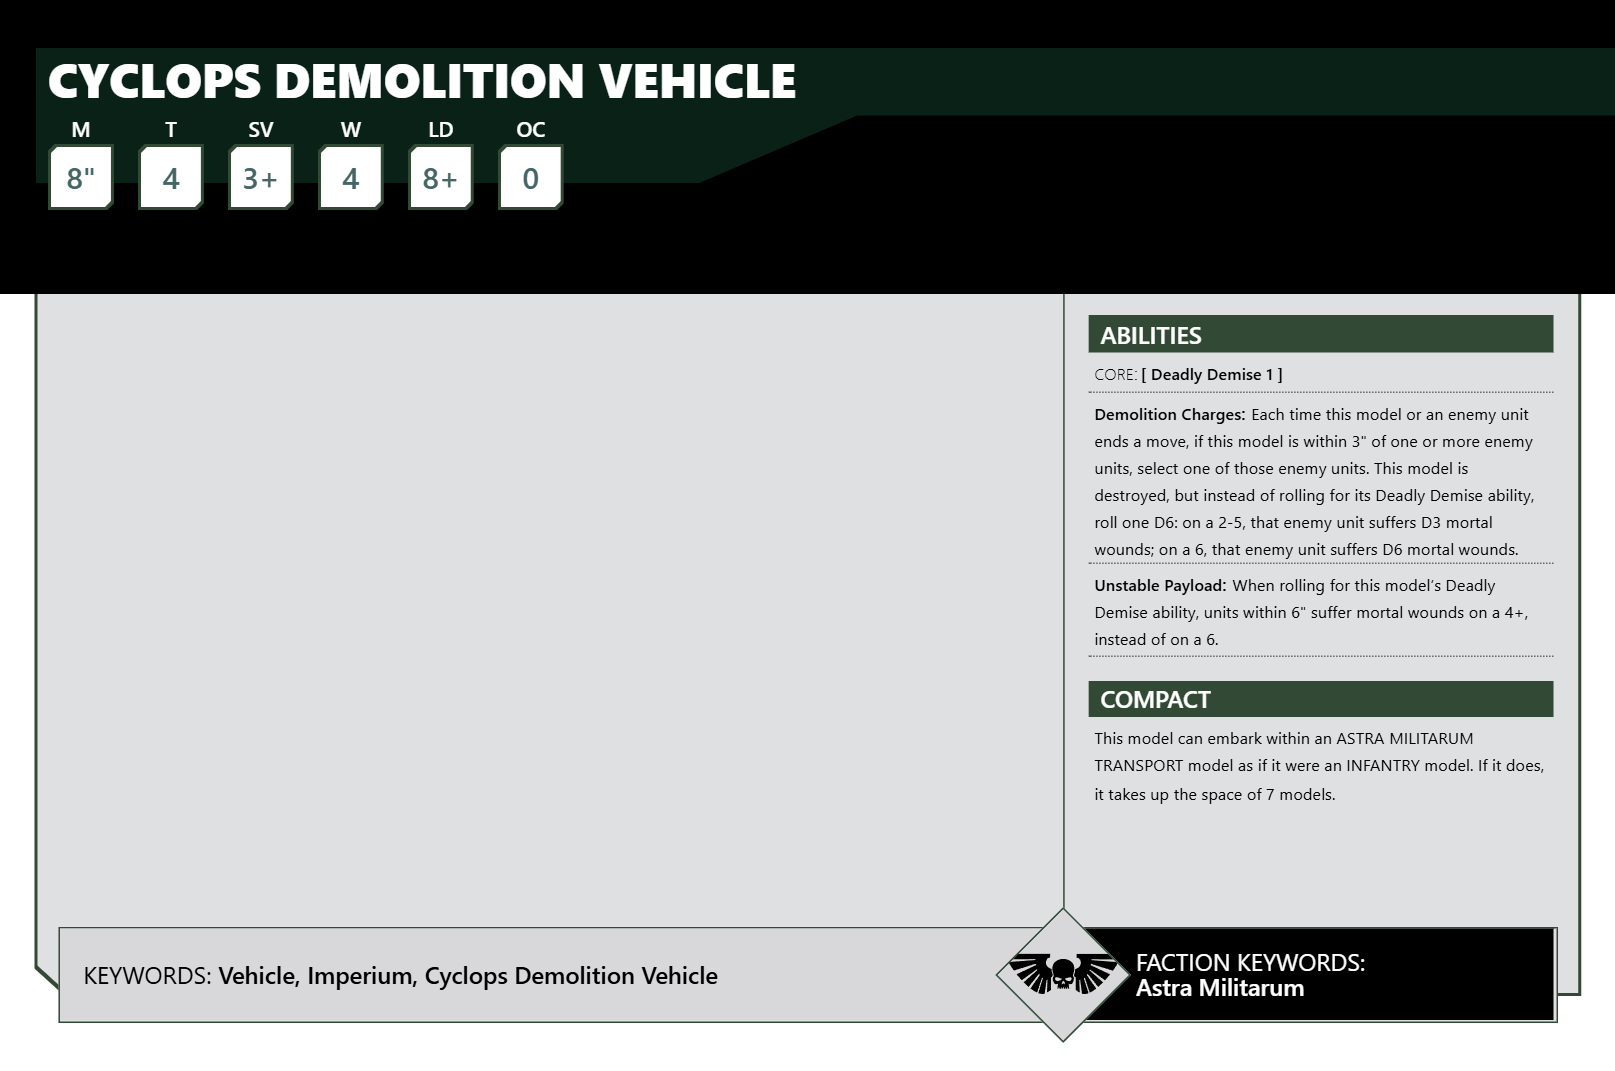 CYCLOPS DEMOLITION VEHICLE
M T SV W LD OC
8" 4 3+ 4 8+ 0
ABILITIES
CORE: [ Deadly Demise 1 ]
Demolition Charges: Each time this model or an enemy unit
ends a move, if this model is within 3" of one or more enemy
units, select one of those enemy units. This model is
destroyed, but instead of rolling for its Deadly Demise ability,
roll one D6: on a 2-5, that enemy unit suffers D3 mortal
wounds; on a 6, that enemy unit suffers D6 mortal wounds.
Unstable Payload: When rolling for this model's Deadly
Demise ability, units within 6" suffer mortal wounds on a 4+,
instead of on a 6.
COMPACT
This model can embark within an ASTRA MILITARUM
TRANSPORT model as if it were an INFANTRY model. If it does,
it takes up the space of 7 models.
KEYWORDS: Vehicle, Imperium, Cyclops Demolition Vehicle
FACTION KEYWORDS:
Astra Militarum